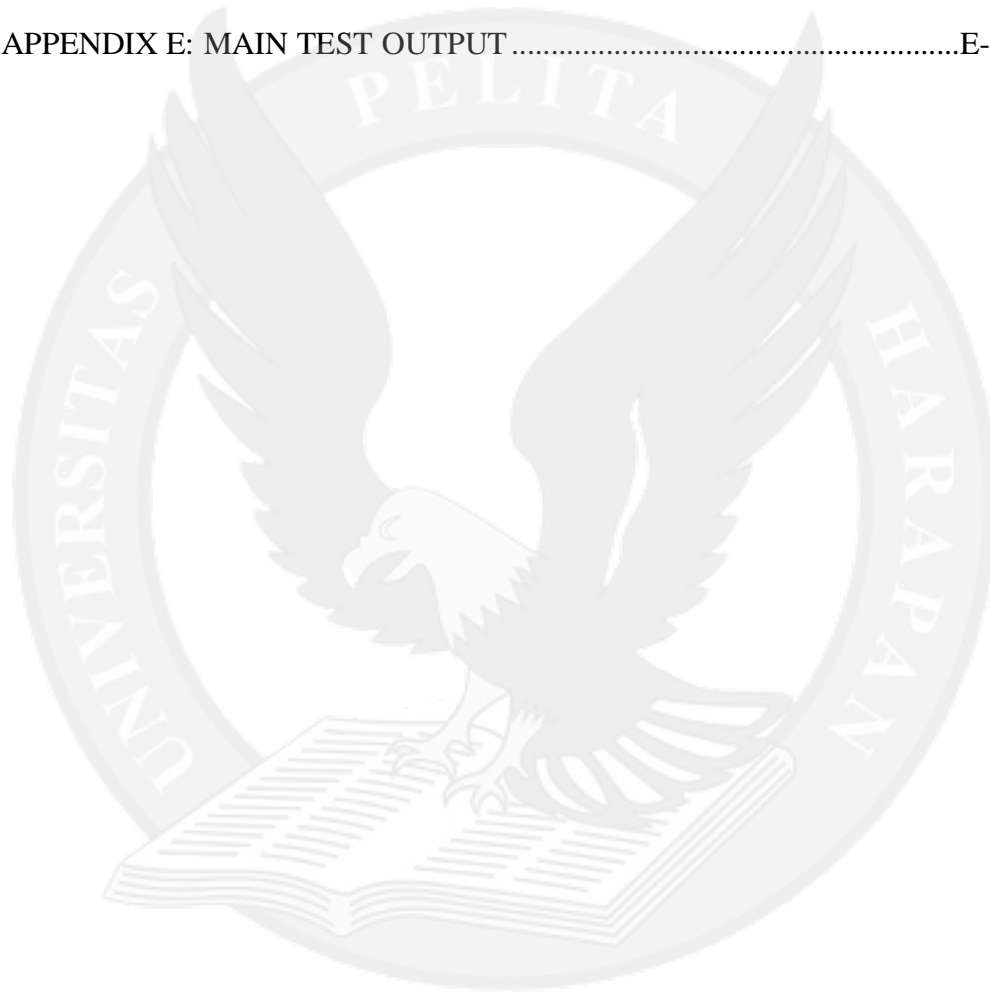 APPENDIX E: MAIN TEST OUTPUT.........................................................E-
PELITA
UNIVERSITAS
HARAPAN